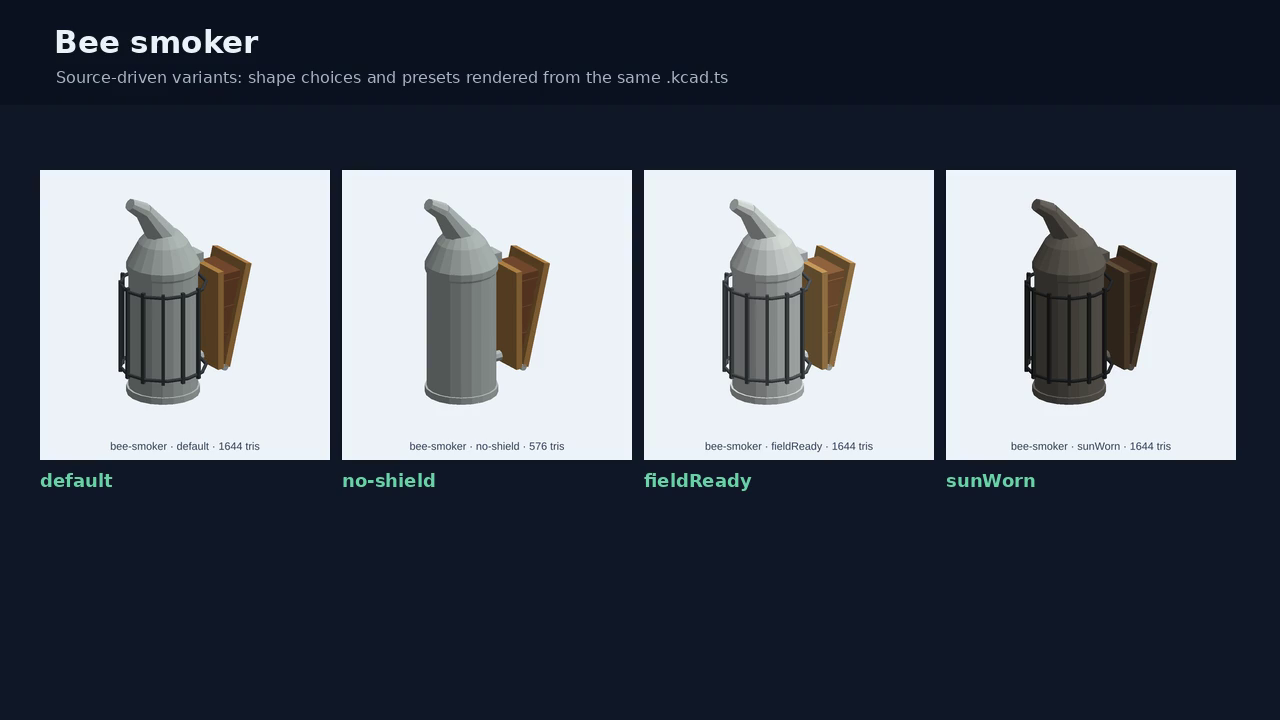 Bee smoker
Source-driven variants: shape choices and presets rendered from the same .kcad.ts
bee-smoker · default · 1644 tris
bee-smoker · no-shield · 576 tris
bee-smoker · fieldReady · 1644 tris
bee-smoker · sunWorn · 1644 tris
default
no-shield
fieldReady
sunWorn